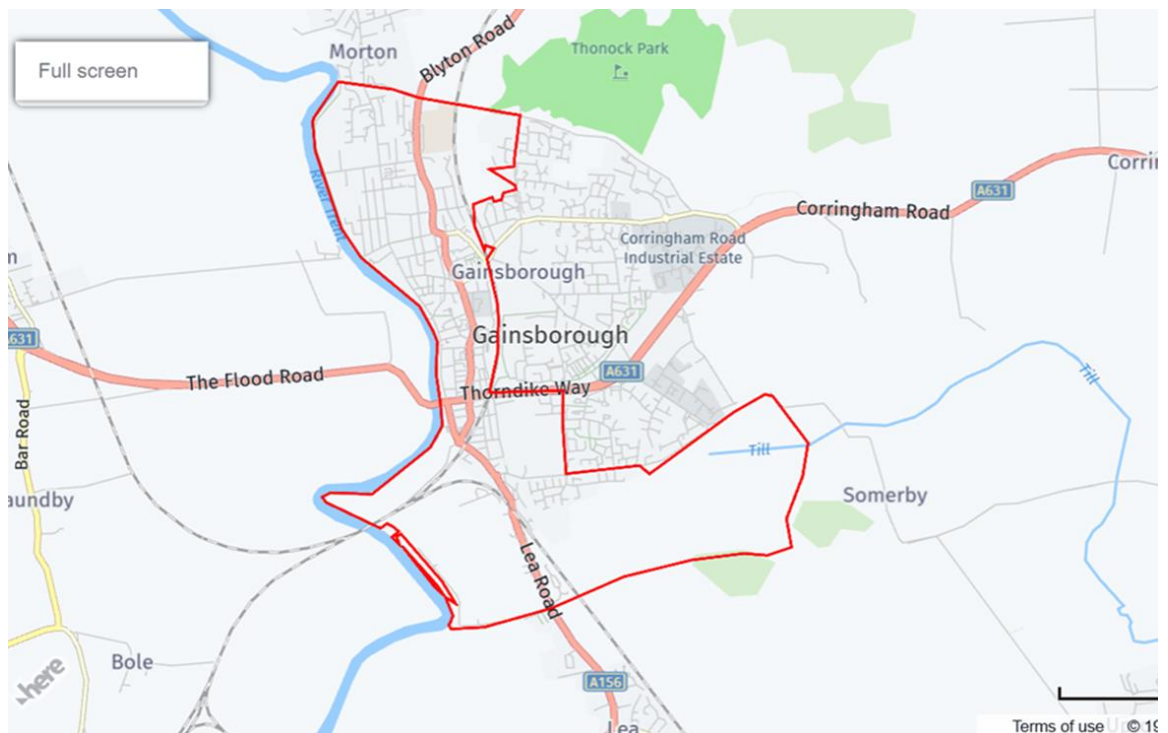 Full screen
Morton
Blyton Road
Thonock Park
River Trent
A631
Corrin
Corringham Road
Corringham Road
Industrial Estate
Gainsborough
Gainsborough
m
A631
The Flood Road
A631
Thorndike Way
Bar Road
Till
Till
aundby
Somerby
Lea Road
Bole
here
A156
Lea
Terms of use
© 19